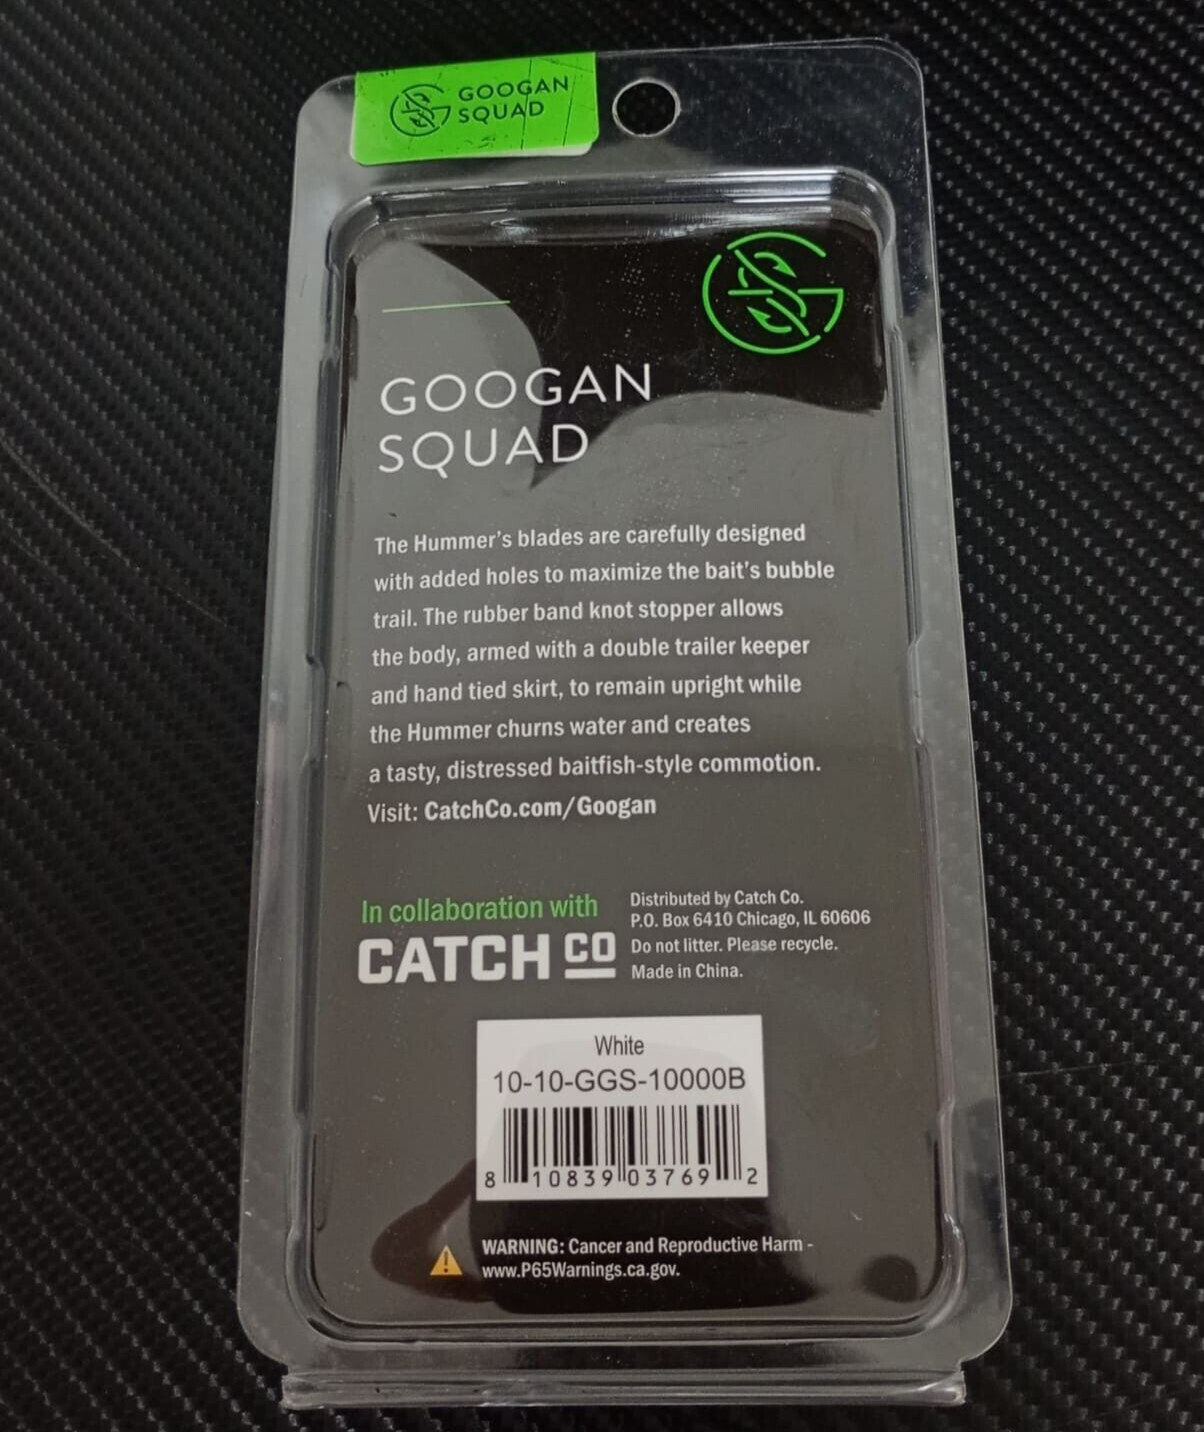 GOOGAN
SQUAD
GOOGAN
SQUAD
The Hummer's blades are carefully designed
with added holes to maximize the bait's bubble
trail. The rubber band knot stopper allows
the body, armed with a double trailer keeper
and hand tied skirt, to remain upright while
the Hummer churns water and creates
a tasty, distressed baitfish-style commotion.
Visit: CatchCo.com/Googan
In collaboration with
CATCH CO
Distributed by Catch Co.
P.O. Box 6410 Chicago, IL 60606
Do not litter. Please recycle.
Made in China.
White
10-10-GGS-10000B
8 10839 03769 2
WARNING: Cancer and Reproductive Harm -
www.P65Warnings.ca.gov.